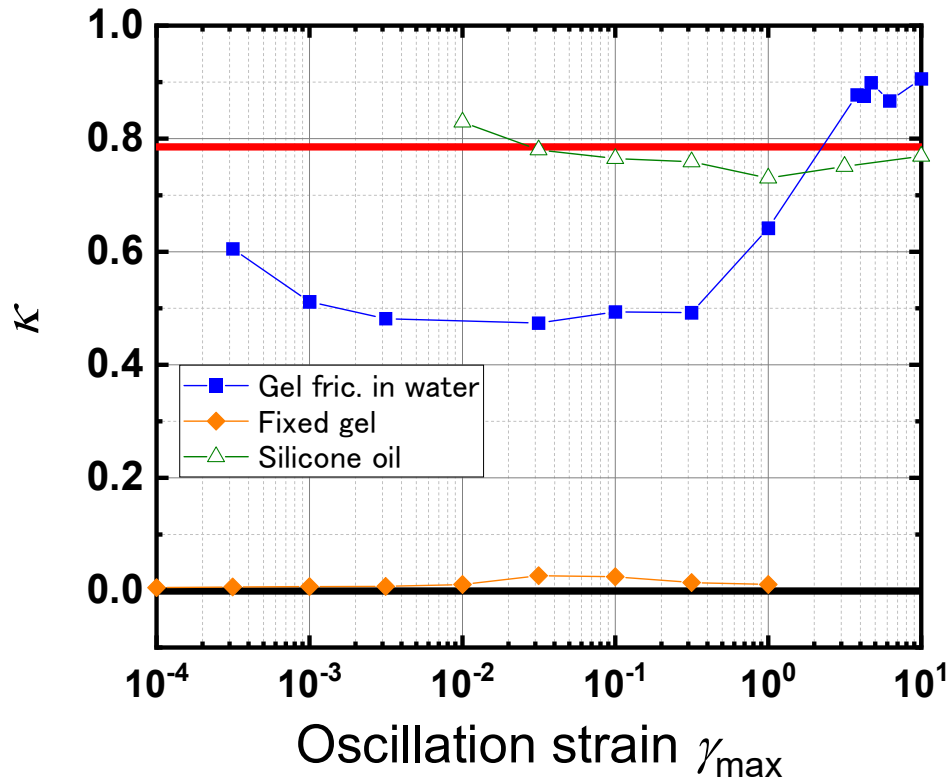 1.0
0.8
0.6
0.4
0.2
0.0
κ
Gel fric. in water
Fixed gel
Silicone oil
10⁻⁴ 10⁻³ 10⁻² 10⁻¹ 10⁰ 10¹
Oscillation strain γmax